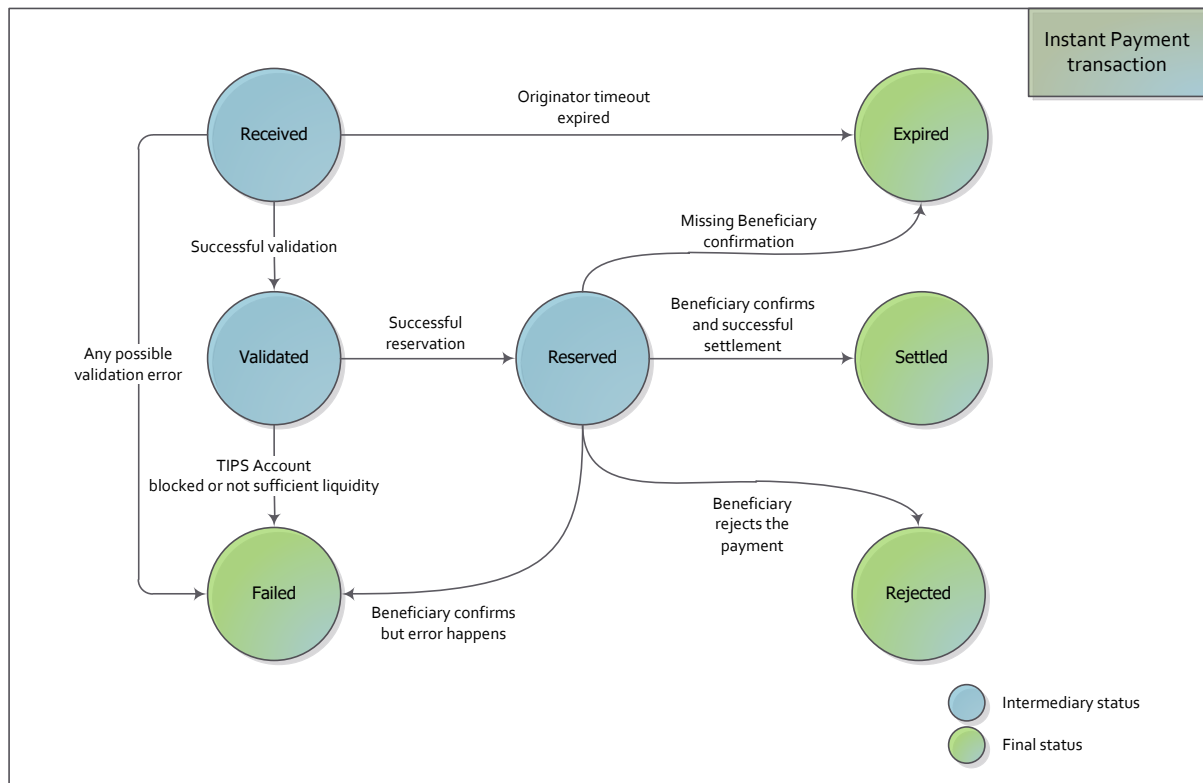 Instant Payment
transaction
Received
Originator timeout
expired
Expired
Successful validation
Missing Beneficiary
confirmation
Any possible
validation error
Validated
Successful
reservation
Reserved
Beneficiary confirms
and successful
settlement
Settled
TIPS Account
blocked or not sufficient liquidity
Beneficiary
rejects the
payment
Failed
Beneficiary confirms
but error happens
Rejected
Intermediary status
Final status